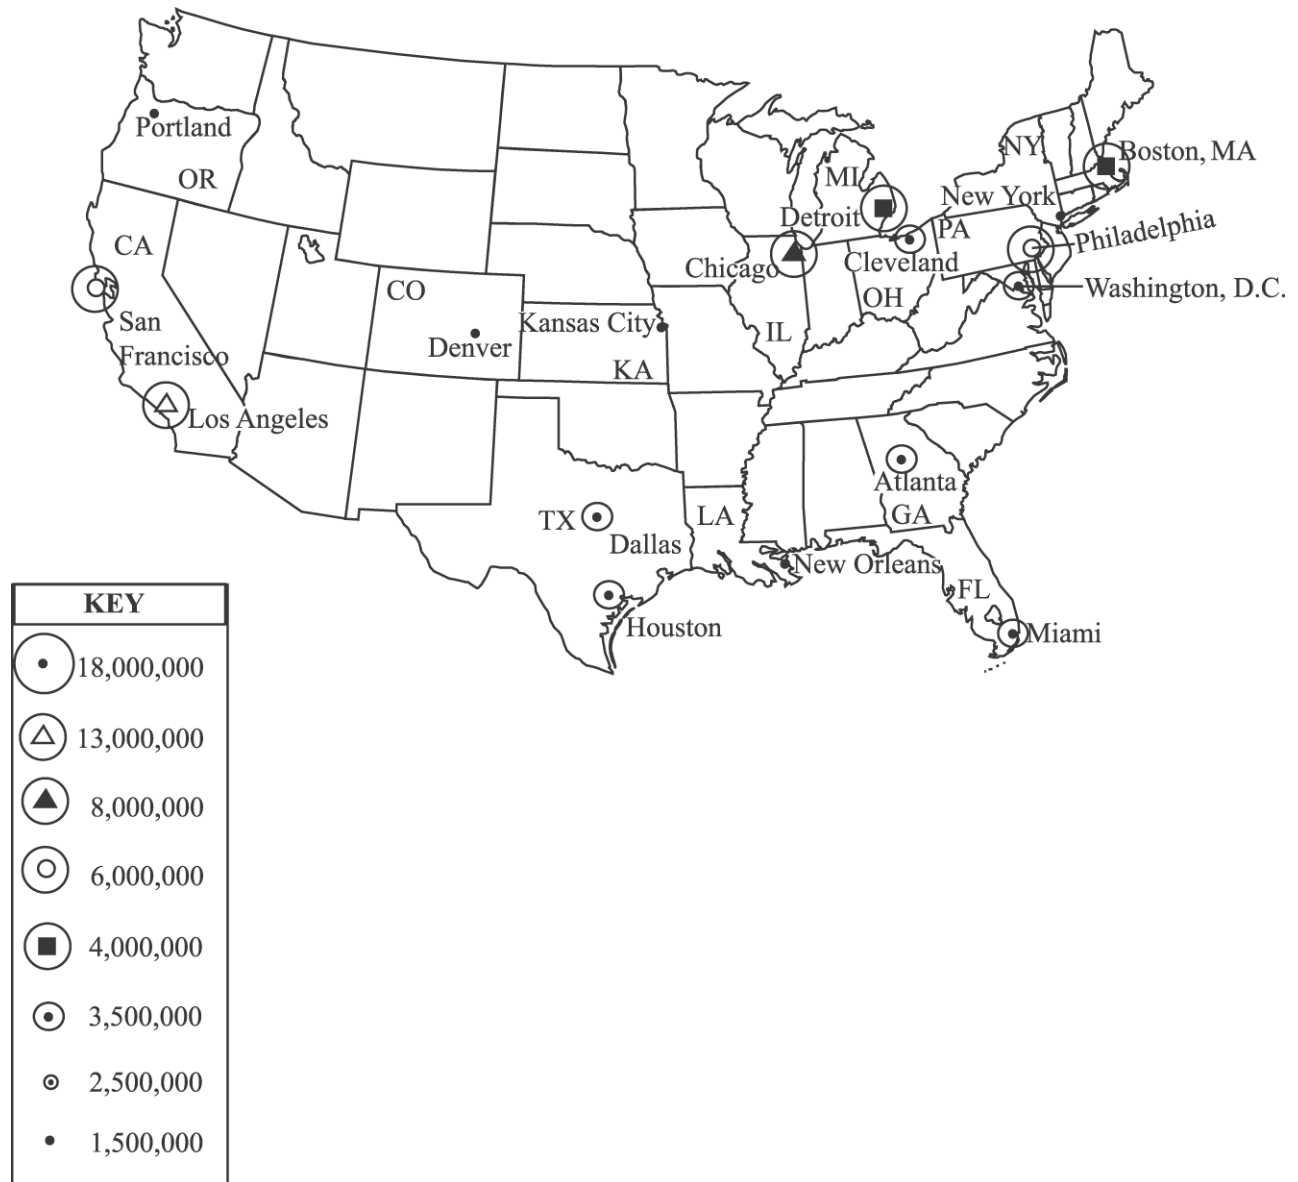 Portland
OR
NY
Boston, MA
MI
New York
Detroit
PA
Philadelphia
CA
Chicago
Cleveland
CO
OH
Washington, D.C.
San
Francisco
Kansas City
IL
Denver
KA
Los Angeles
Atlanta
TX
LA
GA
Dallas
New Orleans
FL
Houston
Miami
KEY
18,000,000
13,000,000
8,000,000
6,000,000
4,000,000
3,500,000
2,500,000
1,500,000